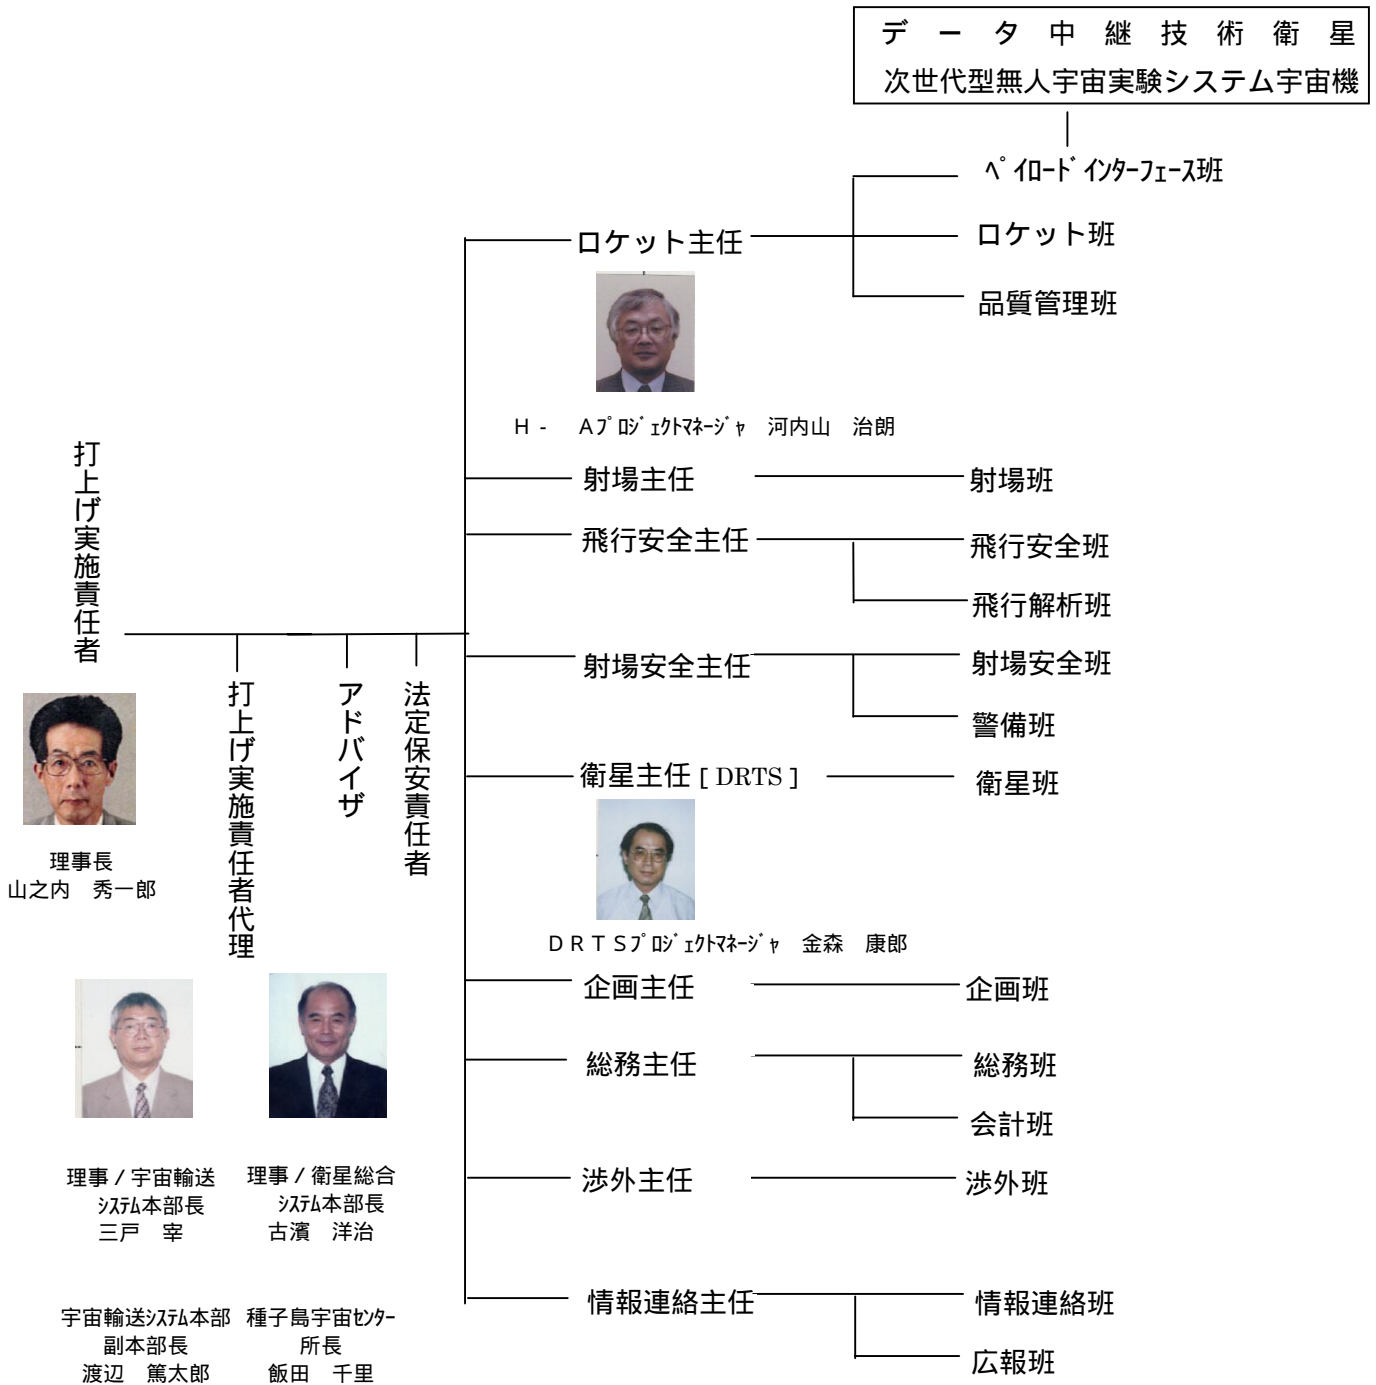 データ中継技術衛星
次世代型無人宇宙実験システム宇宙機
ﾍﾟｲﾛｰﾄﾞｲﾝﾀｰﾌｪｰｽ班
ロケット主任
ロケット班
品質管理班
H-　Aﾌﾟﾛｼﾞｪｸﾄﾏﾈｰｼﾞｬ　河内山　治朗
打上げ実施責任者
射場主任
射場班
飛行安全主任
飛行安全班
飛行解析班
射場安全主任
射場安全班
警備班
打上げ実施責任者代理
アドバイザ
法定保安責任者
理事長
山之内　秀一郎
衛星主任[DRTS]
衛星班
ＤＲＴＳﾌﾟﾛｼﾞｪｸﾄﾏﾈｰｼﾞｬ　金森　康郎
企画主任
企画班
総務主任
総務班
会計班
理事/宇宙輸送
ｼｽﾃﾑ本部長
三戸　宰
理事/衛星総合
ｼｽﾃﾑ本部長
古濱　洋治
渉外主任
渉外班
宇宙輸送ｼｽﾃﾑ本部
副本部長
渡辺　篤太郎
種子島宇宙ｾﾝﾀｰ
所長
飯田　千里
情報連絡主任
情報連絡班
広報班